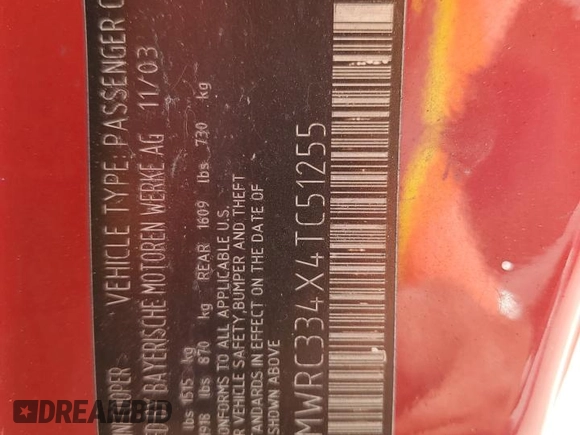 VEHICLE TYPE: PASSENGER
BAYERISCHE MOTOREN WERKE AG 11/03
lbs 1515 kg
1918 lbs 870 kg REAR 1609 lbs 730 kg
CONFORMS TO ALL APPLICABLE U.S.
VEHICLE SAFETY, BUMPER AND THEFT
STANDARDS IN EFFECT ON THE DATE OF
SHOWN ABOVE
MWRC334X4TC51255
DREAMBID